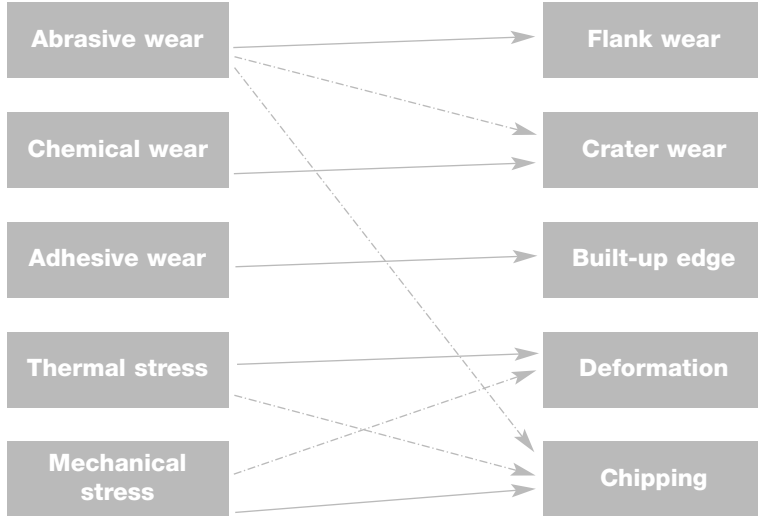 Abrasive wear
Flank wear
Chemical wear
Crater wear
Adhesive wear
Built-up edge
Thermal stress
Deformation
Mechanical
stress
Chipping